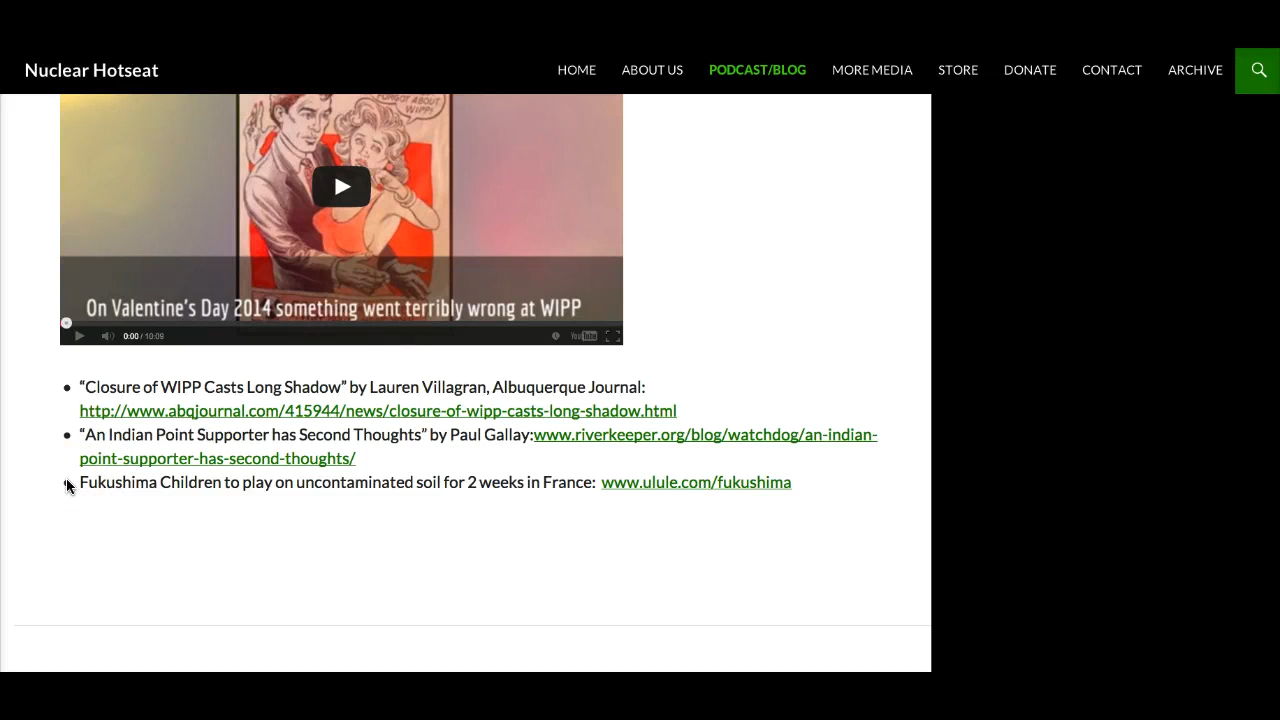 Nuclear Hotseat
HOME ABOUT US PODCAST/BLOG MORE MEDIA STORE DONATE CONTACT ARCHIVE
FORGOT ABOUT
WIPP!
On Valentine's Day 2014 something went terribly wrong at WIPP
0:00 / 10:09 YouTube
• “Closure of WIPP Casts Long Shadow” by Lauren Villagran, Albuquerque Journal:
http://www.abqjournal.com/415944/news/closure-of-wipp-casts-long-shadow.html
• “An Indian Point Supporter has Second Thoughts” by Paul Gallay:www.riverkeeper.org/blog/watchdog/an-indian-
point-supporter-has-second-thoughts/
• Fukushima Children to play on uncontaminated soil for 2 weeks in France: www.ulule.com/fukushima